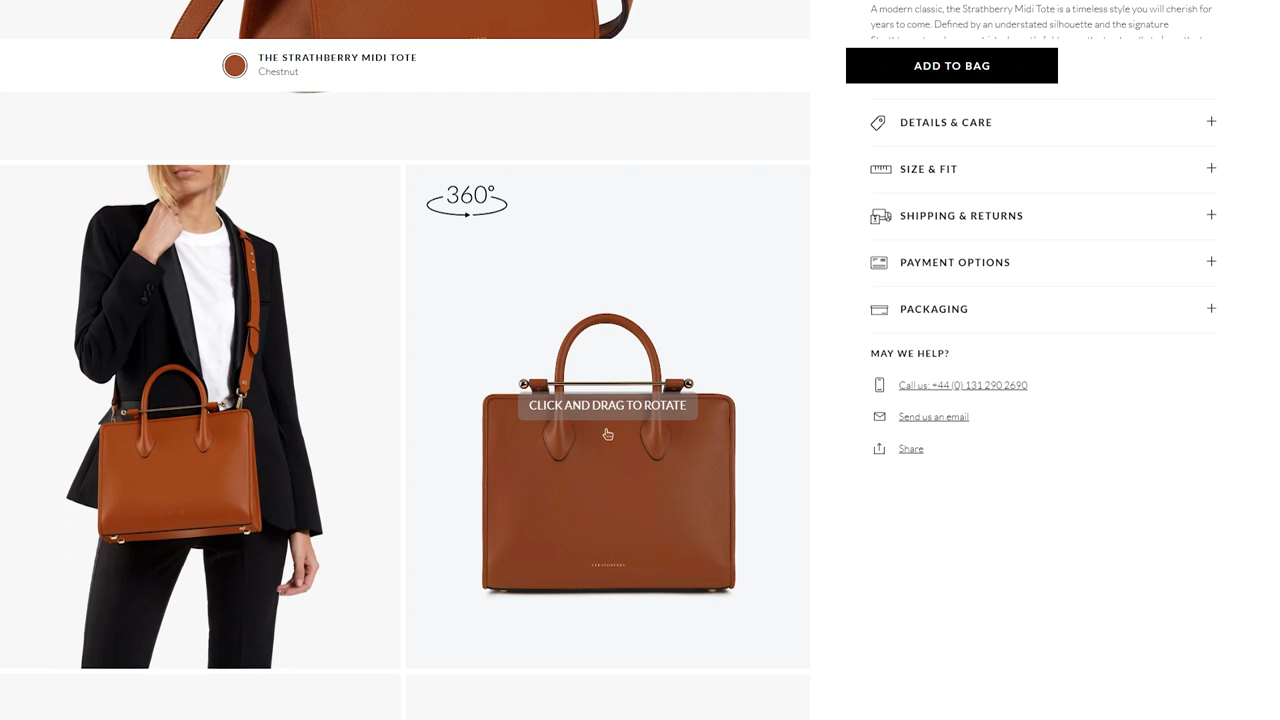 A modern classic, the Strathberry Midi Tote is a timeless style you will cherish for
years to come. Defined by an understated silhouette and the signature
THE STRATHBERRY MIDI TOTE
Chestnut
ADD TO BAG
DETAILS & CARE
SIZE & FIT
SHIPPING & RETURNS
PAYMENT OPTIONS
PACKAGING
MAY WE HELP?
Call us: +44 (0) 131 290 2690
Send us an email
Share
360°
CLICK AND DRAG TO ROTATE
STRATHBERRY